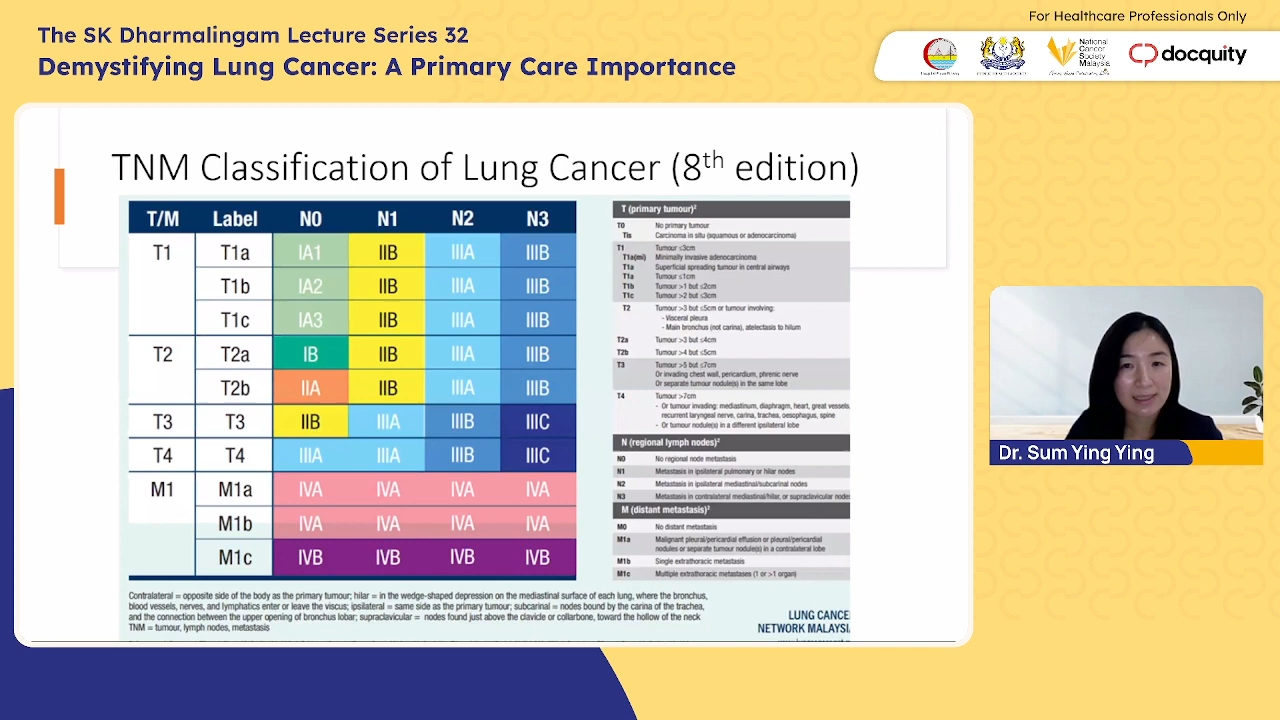 The SK Dharmalingam Lecture Series 32
Demystifying Lung Cancer: A Primary Care Importance
For Healthcare Professionals Only
National
Cancer
Society
Malaysia
docquity
TNM Classification of Lung Cancer (8th edition)
T/M Label N0 N1 N2 N3
T1 T1a IA1 IIB IIIA IIIB
T1b IA2 IIB IIIA IIIB
T1c IA3 IIB IIIA IIIB
T2 T2a IB IIB IIIA IIIB
T2b IIA IIB IIIA IIIB
T3 T3 IIB IIIA IIIB IIIC
T4 T4 IIIA IIIA IIIB IIIC
M1 M1a IVA IVA IVA IVA
M1b IVA IVA IVA IVA
M1c IVB IVB IVB IVB
T (primary tumour)²
T0 No primary tumour
Tis Carcinoma in situ (squamous or adenocarcinoma)
T1 Tumour ≤3cm
T1a(mi) Minimally invasive adenocarcinoma
T1a Superficial spreading tumour in central airways
T1a Tumour ≤1cm
T1b Tumour >1 but ≤2cm
T1c Tumour >2 but ≤3cm
T2 Tumour >3 but ≤5cm or tumour involving:
- Visceral pleura
- Main bronchus (not carina), atelectasis to hilum
T2a Tumour >3 but ≤4cm
T2b Tumour >4 but ≤5cm
T3 Tumour >5 but ≤7cm
Or invading chest wall, pericardium, phrenic nerve
Or separate tumour nodule(s) in the same lobe
T4 Tumour >7cm
- Or tumour invading: mediastinum, diaphragm, heart, great vessels,
recurrent laryngeal nerve, carina, trachea, oesophagus, spine
- Or tumour nodule(s) in a different ipsilateral lobe
N (regional lymph nodes)²
N0 No regional node metastasis
N1 Metastasis in ipsilateral pulmonary or hilar nodes
N2 Metastasis in ipsilateral mediastinal/subcarinal nodes
N3 Metastasis in contralateral mediastinal/hilar, or supraclavicular nodes
M (distant metastasis)²
M0 No distant metastasis
M1a Malignant pleural/pericardial effusion or pleural/pericardial
nodules or separate tumour nodule(s) in a contralateral lobe
M1b Single extrathoracic metastasis
M1c Multiple extrathoracic metastases (1 or >1 organ)
Contralateral = opposite side of the body as the primary tumour; hilar = in the wedge-shaped depression on the mediastinal surface of each lung, where the bronchus,
blood vessels, nerves, and lymphatics enter or leave the viscus; ipsilateral = same side as the primary tumour; subcarinal = nodes bound by the carina of the trachea,
and the connection between the upper opening of bronchus lobar; supraclavicular = nodes found just above the clavicle or collarbone, toward the hollow of the neck
TNM = tumour, lymph nodes, metastasis
LUNG CANCE
NETWORK MALAYSI
Dr. Sum Ying Ying